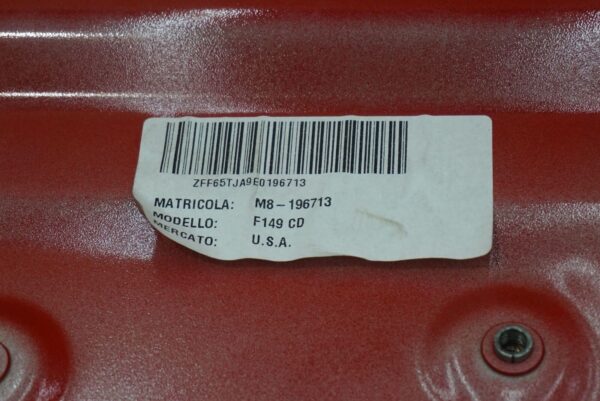 ZFF65TJA9E0196713
MATRICOLA: M8-196713
MODELLO: F149 CD
MERCATO: U.S.A.